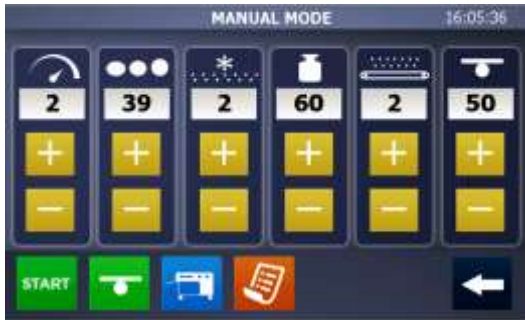 MANUAL MODE 16:05:36
2 39 2 60 2 50
+ + + + + +
− − − − − −
START